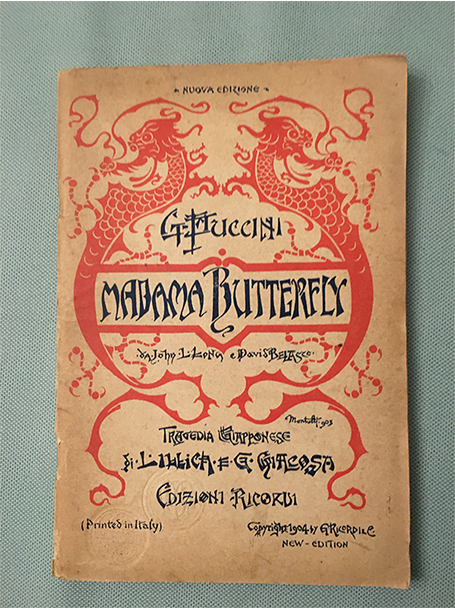 NUOVA EDIZIONE
G. PUCCINI
MADAMA BUTTERFLY
DA JOHN L. LONG E DAVID BELASCO
TRAGEDIA GIAPPONESE
DI L. ILLICA E G. GIACOSA
EDIZIONI RICORDI
(Printed in Italy)
Copyright 1904 by G. RICORDI & C.
NEW-EDITION